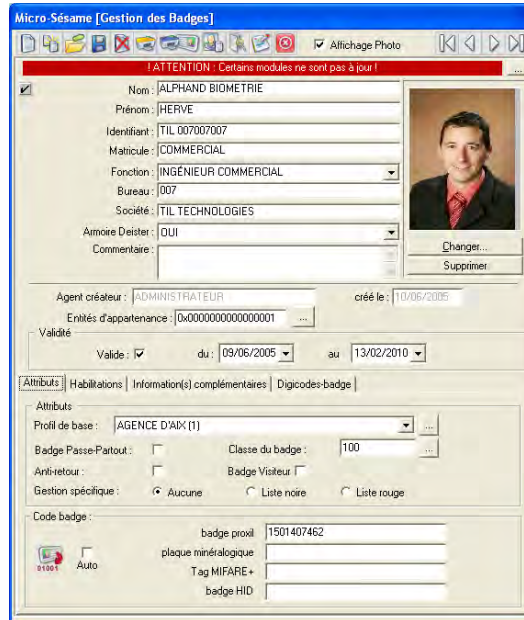 Micro-Sésame [Gestion des Badges]
Affichage Photo
! ATTENTION : Certains modules ne sont pas à jour ! ...
Nom : ALPHAND BIOMETRIE
Prénom : HERVE
Identifiant : TIL 007007007
Matricule : COMMERCIAL
Fonction : INGÉNIEUR COMMERCIAL
Bureau : 007
Société : TIL TECHNOLOGIES
Armoire Deister : OUI
Commentaire :
Changer...
Supprimer
Agent créateur : ADMINISTRATEUR créé le : 10/06/2005
Entités d'appartenance : 0x0000000000000001 ...
Validité
Valide : du : 09/06/2005 au 13/02/2010
Attributs Habilitations Information(s) complémentaires Digicodes-badge
Attributs
Profil de base : AGENCE D'AIX (1) ...
Badge Passe-Partout : Classe du badge : 100 ...
Anti-retour : Badge Visiteur
Gestion spécifique : Aucune Liste noire Liste rouge
Code badge :
badge proxil 1501407462
plaque minéralogique
01001 Auto
Tag MIFARE+
badge HID